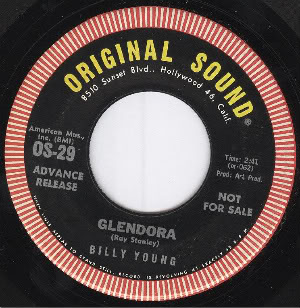 ORIGINAL SOUND®
8510 Sunset Blvd., Hollywood 46, Calif.
American Mus., Inc. (BMI)
OS-29
ADVANCE
RELEASE
Time: 2:41
Prod: Art Prod.
NOT
FOR SALE
GLENDORA
(Ray Stanley)
BILLY YOUNG